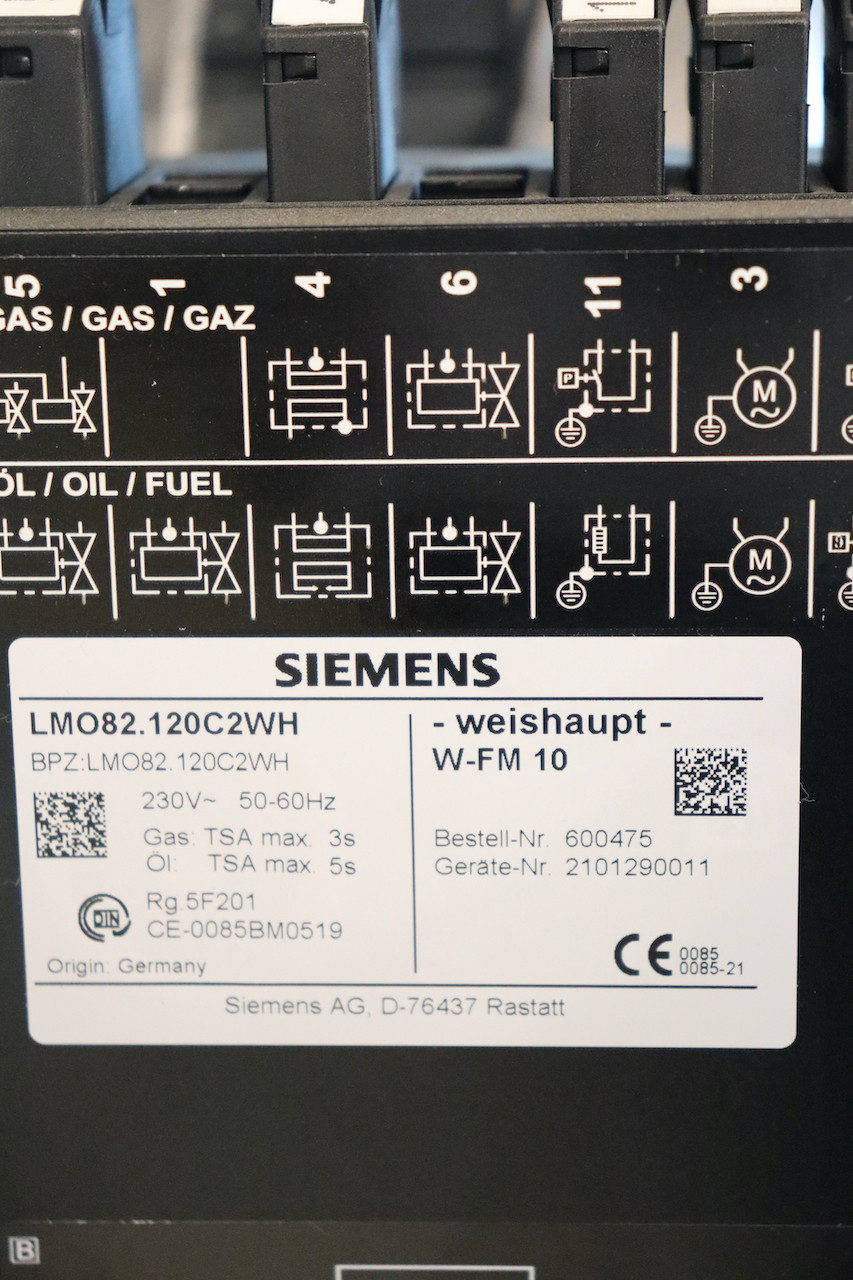 5 1 4 6 11 3
GAS / GAS / GAZ
P M
ÖL / OIL / FUEL
M
SIEMENS
LMO82.120C2WH
BPZ:LMO82.120C2WH
230V~ 50-60Hz
Gas: TSA max. 3s
Öl: TSA max. 5s
DIN
Rg.5F201
CE-0085BM0519
Origin: Germany
- weishaupt -
W-FM 10
Bestell-Nr. 600475
Geräte-Nr. 2101290011
CE 0085
0085-21
Siemens AG, D-76437 Rastatt
B